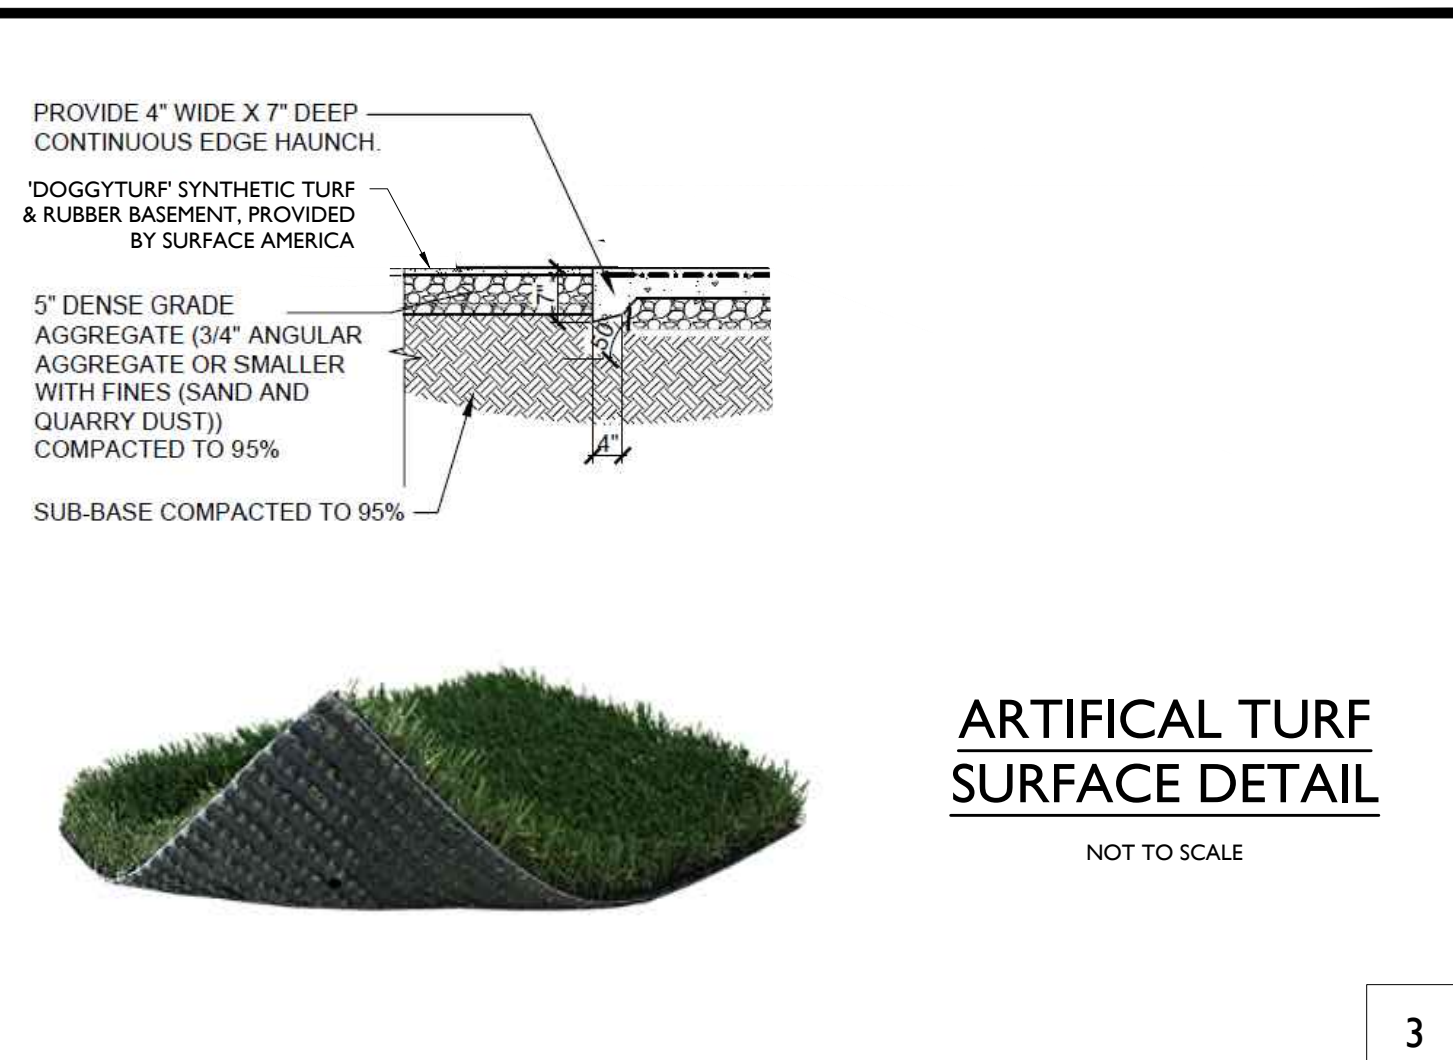 PROVIDE 4" WIDE X 7" DEEP
CONTINUOUS EDGE HAUNCH.
'DOGGYTURF' SYNTHETIC TURF
& RUBBER BASEMENT, PROVIDED
BY SURFACE AMERICA
5" DENSE GRADE
AGGREGATE (3/4" ANGULAR
AGGREGATE OR SMALLER
WITH FINES (SAND AND
QUARRY DUST))
COMPACTED TO 95%
SUB-BASE COMPACTED TO 95%
7"
50
4"
ARTIFICAL TURF
SURFACE DETAIL
NOT TO SCALE
3